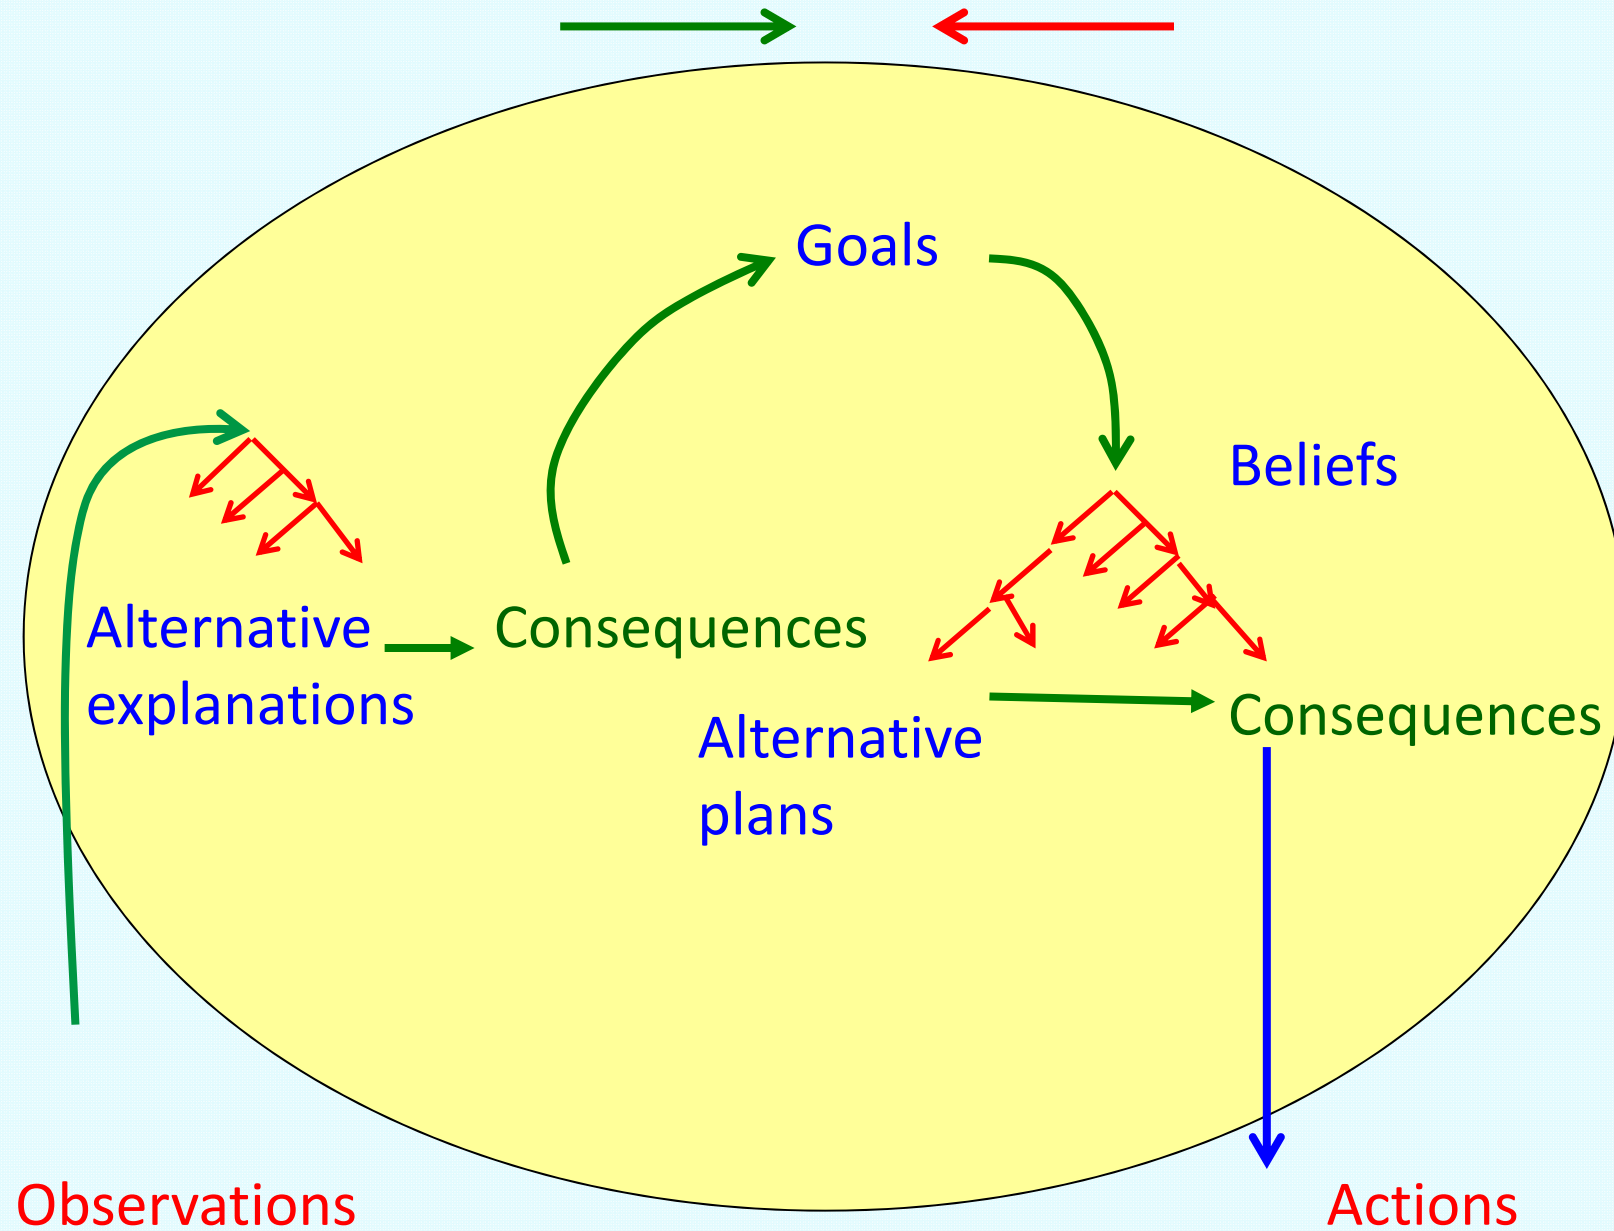 Goals
Beliefs
Alternative
explanations
Consequences
Alternative
plans
Consequences
Observations
Actions